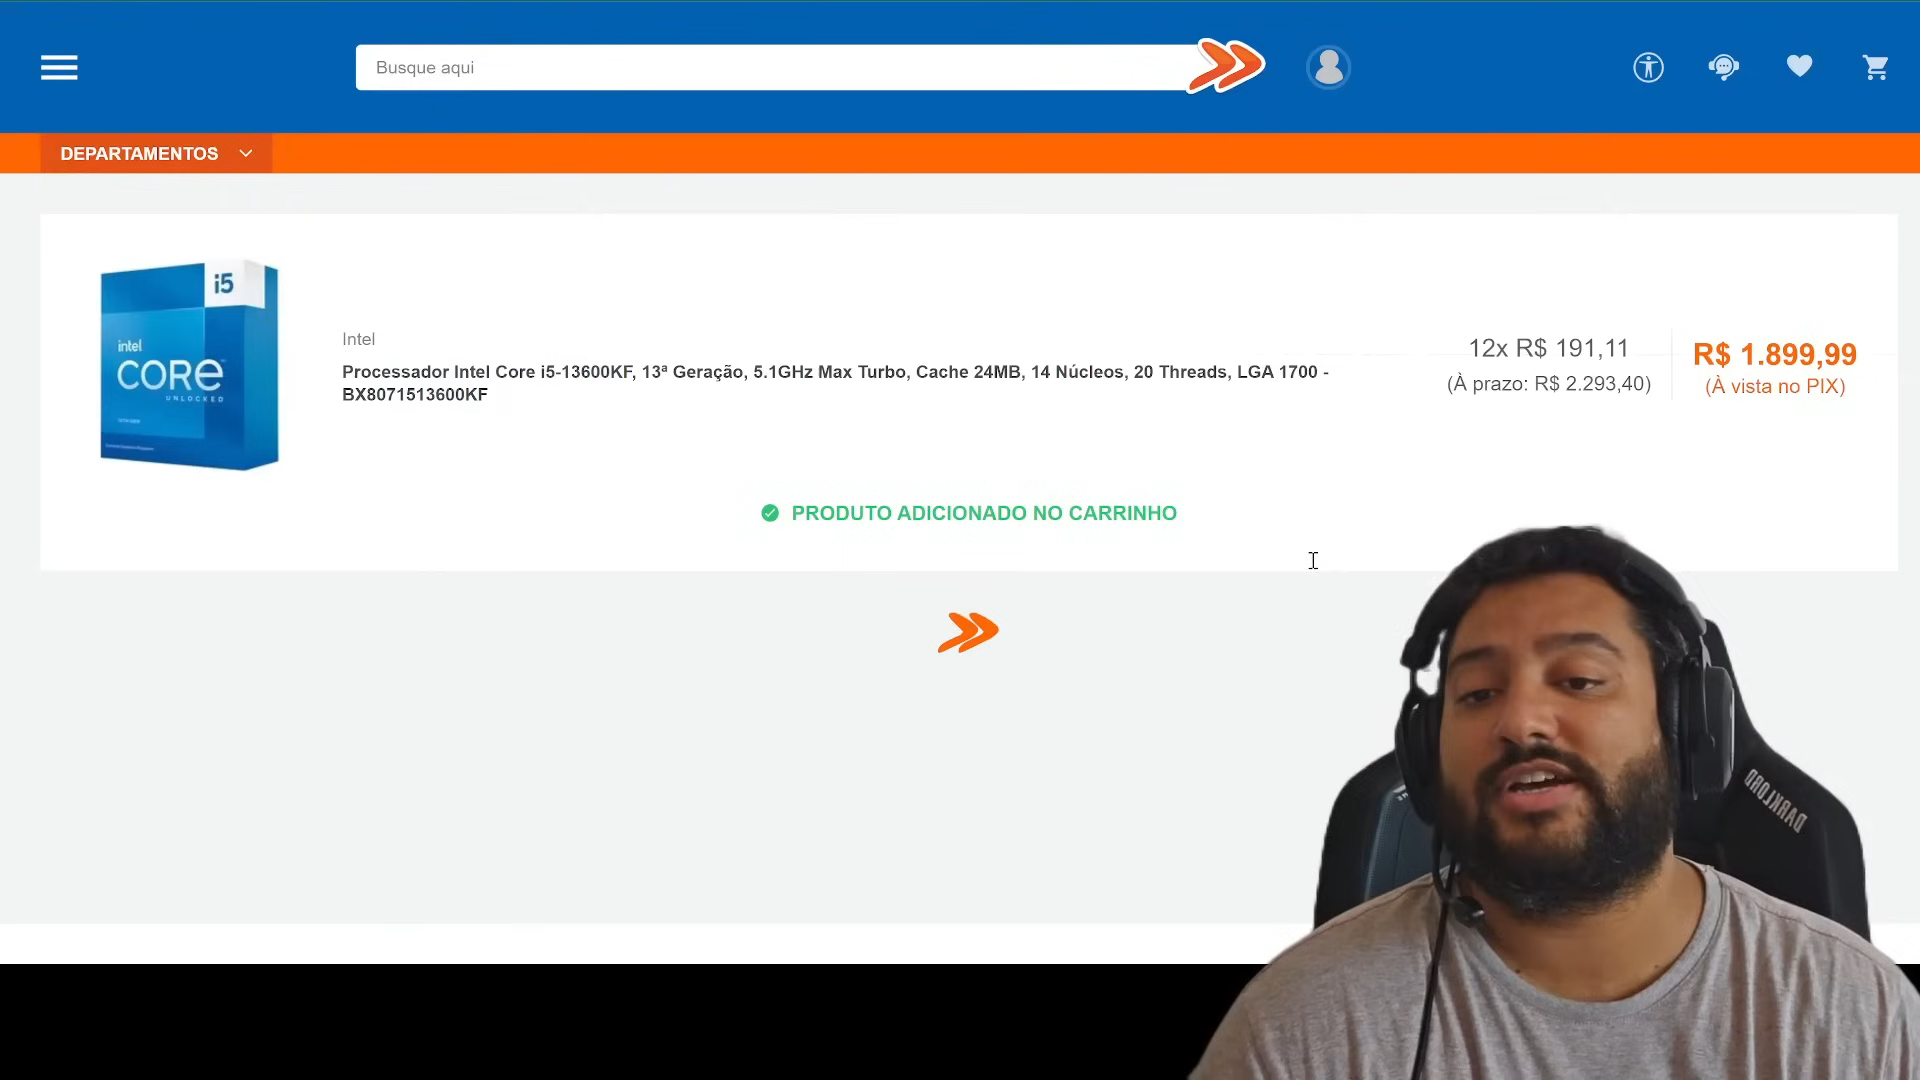 Busque aqui
DEPARTAMENTOS
i5
intel
CORE
UNLOCKED
Intel
Processador Intel Core i5-13600KF, 13ª Geração, 5.1GHz Max Turbo, Cache 24MB, 14 Núcleos, 20 Threads, LGA 1700 -
BX8071513600KF
12x R$ 191,11
(À prazo: R$ 2.293,40)
R$ 1.899,99
(À vista no PIX)
PRODUTO ADICIONADO NO CARRINHO
DARKLORD